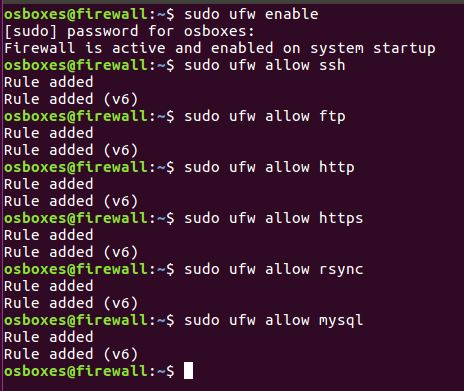 osboxes@firewall:~$ sudo ufw enable
[sudo] password for osboxes:
Firewall is active and enabled on system startup
osboxes@firewall:~$ sudo ufw allow ssh
Rule added
Rule added (v6)
osboxes@firewall:~$ sudo ufw allow ftp
Rule added
Rule added (v6)
osboxes@firewall:~$ sudo ufw allow http
Rule added
Rule added (v6)
osboxes@firewall:~$ sudo ufw allow https
Rule added
Rule added (v6)
osboxes@firewall:~$ sudo ufw allow rsync
Rule added
Rule added (v6)
osboxes@firewall:~$ sudo ufw allow mysql
Rule added
Rule added (v6)
osboxes@firewall:~$